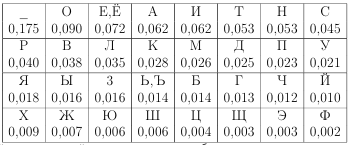 _ О Е,Ё А И Т Н С
0,175 0,090 0,072 0,062 0,062 0,053 0,053 0,045
Р В Л К М Д П У
0,040 0,038 0,035 0,028 0,026 0,025 0,023 0,021
Я Ы З Ь,Ъ Б Г Ч Й
0,018 0,016 0,016 0,014 0,014 0,013 0,012 0,010
Х Ж Ю Ш Ц Щ Э Ф
0,009 0,007 0,006 0,006 0,004 0,003 0,003 0,002